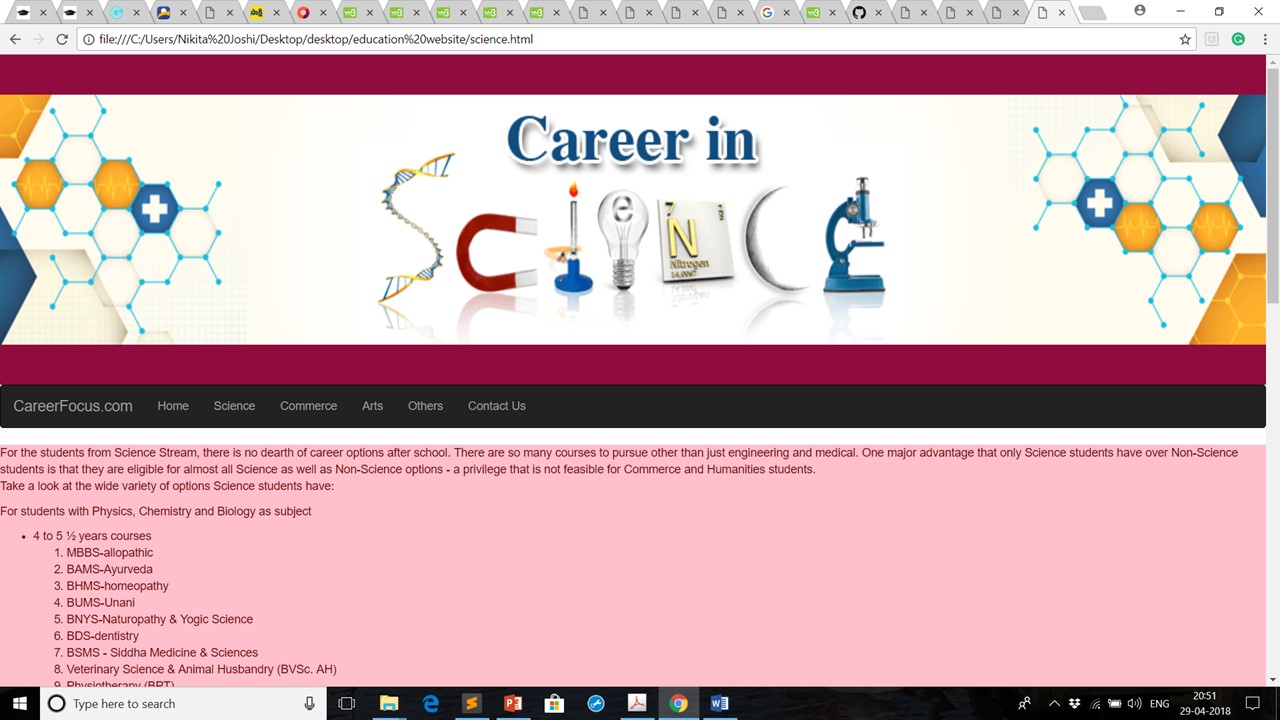 file:///C:/Users/Nikita%20Joshi/Desktop/desktop/education%20website/science.html
Career in
e
7
N
Nitrogen
14.0067
CareerFocus.com Home Science Commerce Arts Others Contact Us
For the students from Science Stream, there is no dearth of career options after school. There are so many courses to pursue other than just engineering and medical. One major advantage that only Science students have over Non-Science
students is that they are eligible for almost all Science as well as Non-Science options - a privilege that is not feasible for Commerce and Humanities students.
Take a look at the wide variety of options Science students have:
For students with Physics, Chemistry and Biology as subject
• 4 to 5 ½ years courses
1. MBBS-allopathic
2. BAMS-Ayurveda
3. BHMS-homeopathy
4. BUMS-Unani
5. BNYS-Naturopathy & Yogic Science
6. BDS-dentistry
7. BSMS - Siddha Medicine & Sciences
8. Veterinary Science & Animal Husbandry (BVSc. AH)
9. Physiotherapy (BPT)
Type here to search
ENG
20:51
29-04-2018